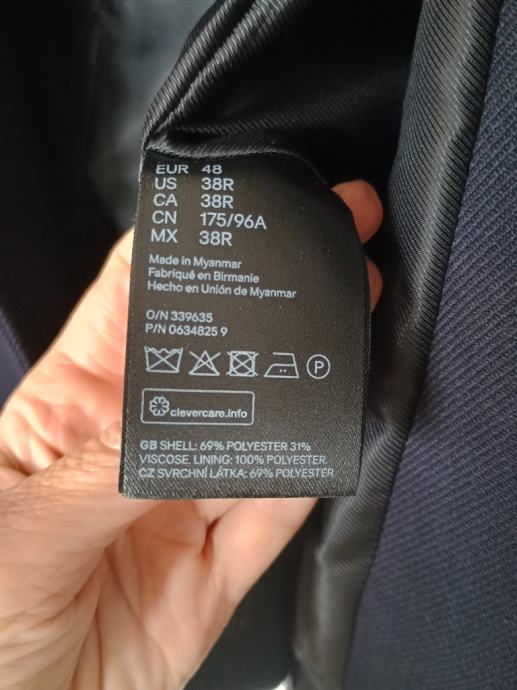 EUR 48
US 38R
CA 38R
CN 175/96A
MX 38R
Made in Myanmar
Fabriqué en Birmanie
Hecho en Unión de Myanmar
O/N 339635
P/N 0634825 9
P
clevercare.info
GB SHELL: 69% POLYESTER 31%
VISCOSE. LINING: 100% POLYESTER.
CZ SVRCHNÍ LÁTKA: 69% POLYESTER